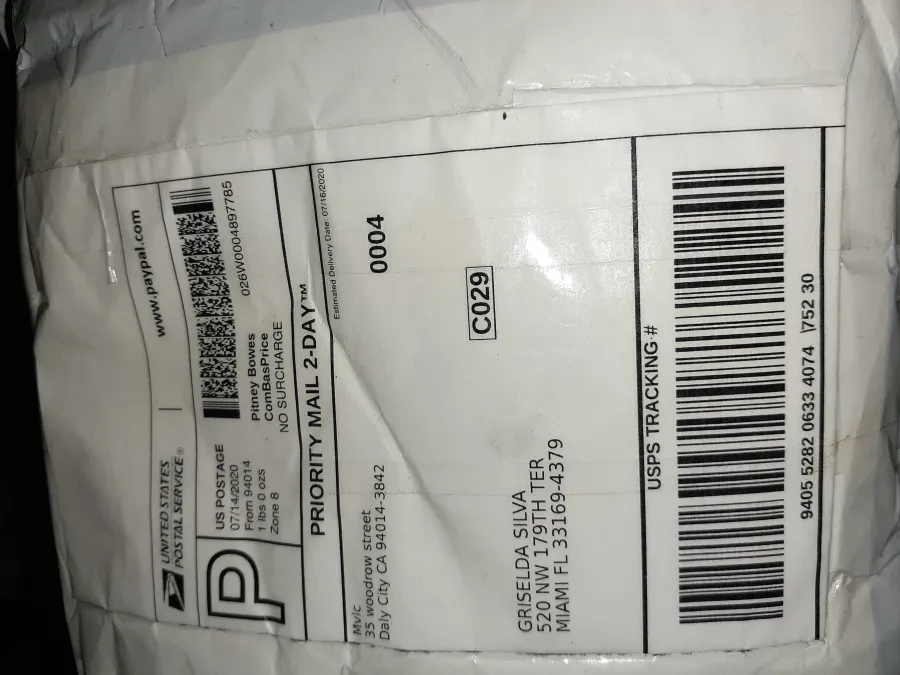 www.paypal.com
UNITED STATES
POSTAL SERVICE®
P
US POSTAGE
07/14/2020
From 94014
1 lbs 0 ozs
Zone 8
026W0004897785
Pitney Bowes
ComBasPrice
NO SURCHARGE
PRIORITY MAIL 2-DAY™
Estimated Delivery Date: 07/16/2020
0004
Mvlc
35 woodrow street
Daly City CA 94014-3842
C029
GRISELDA SILVA
520 NW 179TH TER
MIAMI FL 33169-4379
USPS TRACKING #
9405 5282 0633 4074 |752 30